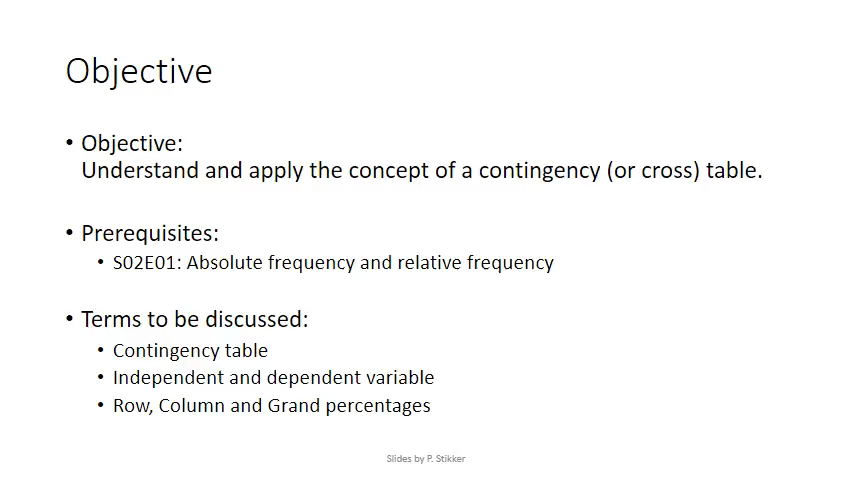 Objective
• Objective:
Understand and apply the concept of a contingency (or cross) table.
• Prerequisites:
• S02E01: Absolute frequency and relative frequency
• Terms to be discussed:
• Contingency table
• Independent and dependent variable
• Row, Column and Grand percentages
Slides by P. Stikker